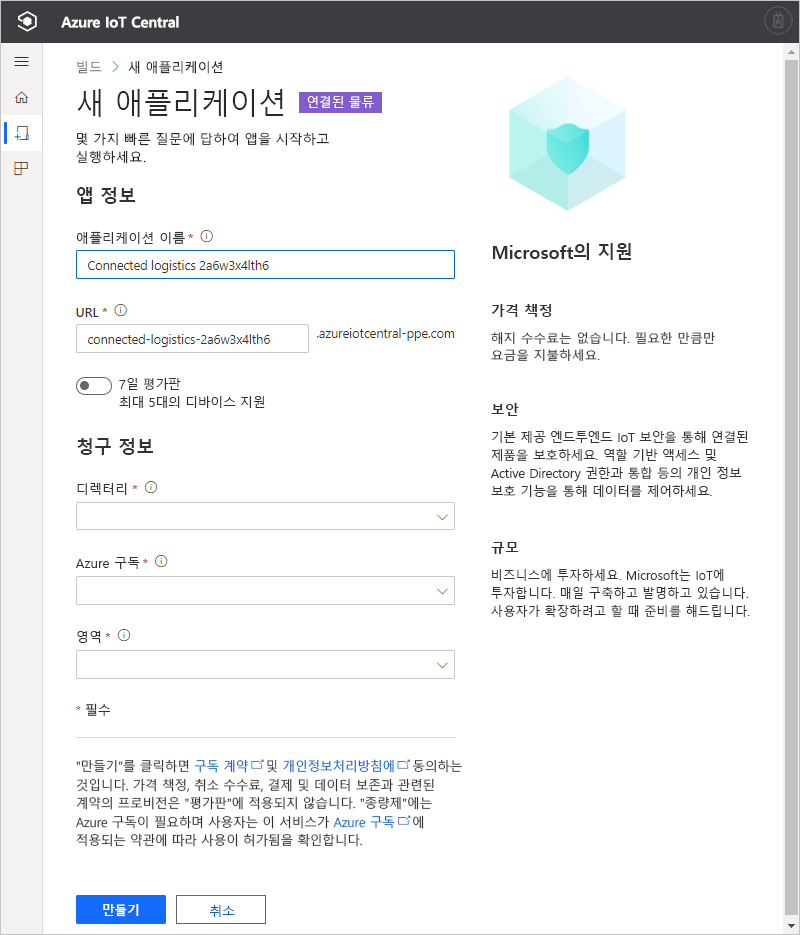 Azure IoT Central
빌드 > 새 애플리케이션
새 애플리케이션 연결된 물류
몇 가지 빠른 질문에 답하여 앱을 시작하고
실행하세요.
앱 정보
애플리케이션 이름 *
Connected logistics 2a6w3x4lth6
URL *
connected-logistics-2a6w3x4lth6 .azureiotcentral-ppe.com
7일 평가판
최대 5대의 디바이스 지원
청구 정보
디렉터리 *
Azure 구독 *
영역 *
* 필수
"만들기"를 클릭하면 구독 계약 및 개인정보처리방침에 동의하는
것입니다. 가격 책정, 취소 수수료, 결제 및 데이터 보존과 관련된
계약의 프로비전은 "평가판"에 적용되지 않습니다. "종량제"에는
Azure 구독이 필요하며 사용자는 이 서비스가 Azure 구독에
적용되는 약관에 따라 사용이 허가됨을 확인합니다.
만들기 취소
Microsoft의 지원
가격 책정
해지 수수료는 없습니다. 필요한 만큼만
요금을 지불하세요.
보안
기본 제공 엔드투엔드 IoT 보안을 통해 연결된
제품을 보호하세요. 역할 기반 액세스 및
Active Directory 권한과 통합 등의 개인 정보
보호 기능을 통해 데이터를 제어하세요.
규모
비즈니스에 투자하세요. Microsoft는 IoT에
투자합니다. 매일 구축하고 발명하고 있습니다.
사용자가 확장하려고 할 때 준비를 해드립니다.